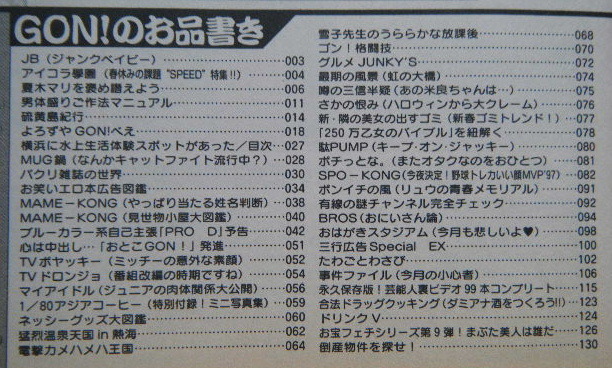 GON!のお品書き
JB(ジャンクベイビー)……003
アイコラ學園(春休みの課題"SPEED"特集!!)……004
夏木マリを褒め讃えよう……006
男体盛りご作法マニュアル……011
硫黄島紀行……014
よろずやGON!べえ……018
横浜に水上生活体験スポットがあった/目次…027
MUG鍋(なんかキャットファイト流行中?)…028
パクリ雑誌の世界……030
お笑いエロ本広告図鑑……034
MAME-KONG(やっぱり当たる姓名判断)…038
MAME-KONG(見世物小屋大図鑑)……040
ブルーカラー系自己主張「PRO D」予告……042
心は中出し…「おとこGON!」発進……051
TVボヤッキー(ミッチーの意外な素顔)……052
TVドロンジョ(番組改編の時期ですね)……054
マイアイドル(ジュニアの肉体関係大公開)……056
1/80アジアコーヒー(特別付録!ミニ写真集)…059
ネッシーグッズ大図鑑……060
猛烈温泉天国in熱海……062
電撃カメハメハ王国……064
雪子先生のうららかな放課後……068
ゴン!格闘技……070
グルメJUNKY'S……072
最期の風景(虹の大橋)……074
噂の三億半疑(あの米良ちゃんは…)……075
さかの恨み(ハロウィンから大クレーム)……076
新・隣の美女の出すゴミ(新春ゴミトレンド!)…077
「250万乙女のバイブル」を紐解く……078
駄PUMP(キープ・オン・ジャッキー)……080
ポチっとな。(またオタクなのをおひとつ)……081
SPO-KONG(今夜決定!野球トレカいい顔MVP'97)…082
ボンイチの風(リュウの青春メモリアル)……091
有線の謎チャンネル完全チェック……092
BROS(おにいさん論)……094
おはがきスタジアム(今月も悲しいよ♥)……098
三行広告Special EX……100
たわごとわさび……102
事件ファイル(今月の小心者)……106
永久保存版!芸能人裏ビデオ99本コンプリート…115
合法ドラッグクッキング(ダミアナ酒をつくろう!!)…123
ドリンクV……124
お宝フェチシリーズ第9弾!まぶた美人は誰だ…126
倒産物件を探せ!……130